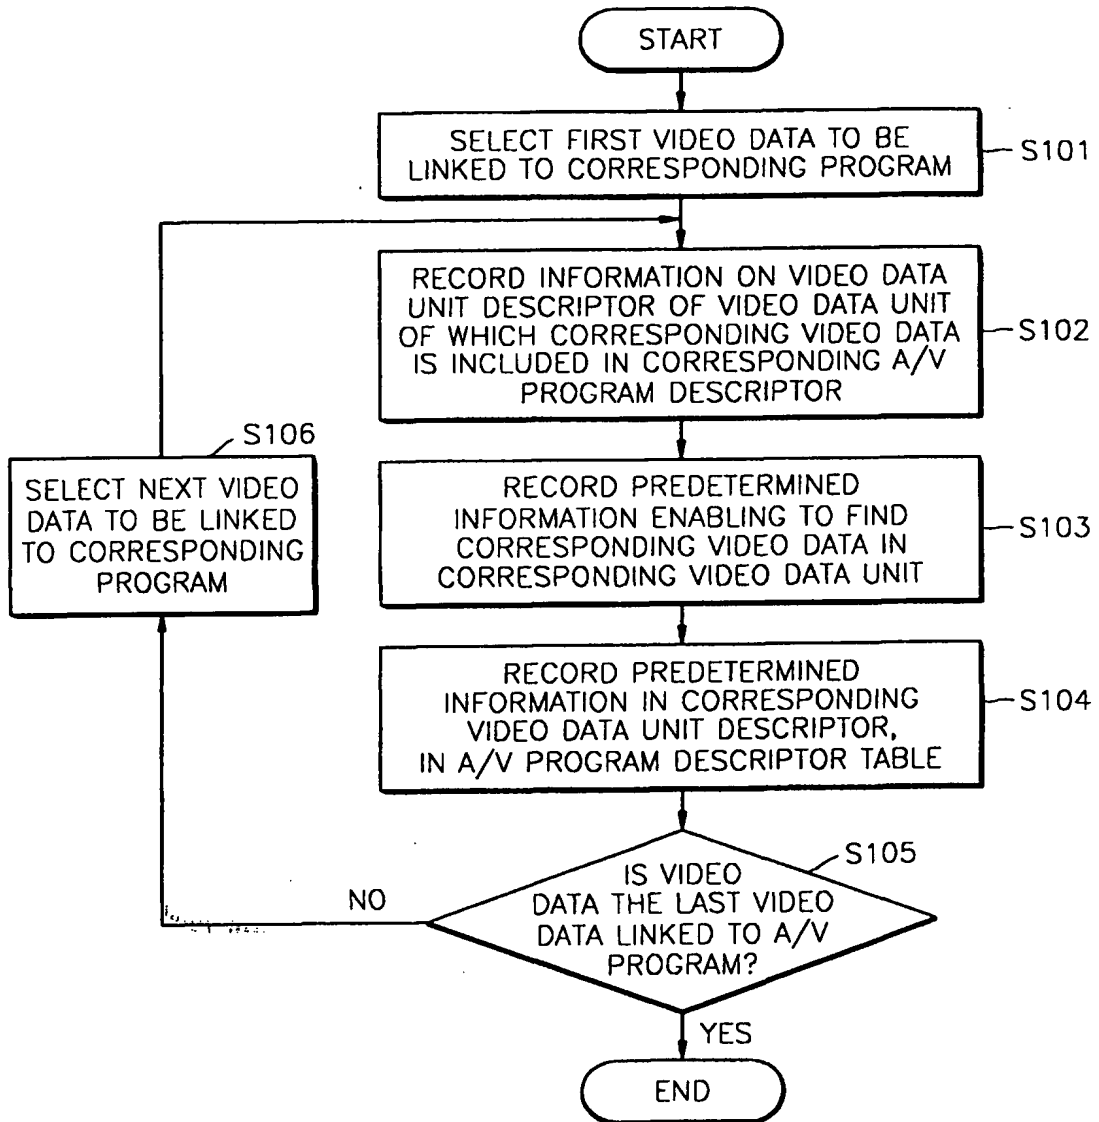 START
SELECT FIRST VIDEO DATA TO BE
LINKED TO CORRESPONDING PROGRAM
S101
RECORD INFORMATION ON VIDEO DATA
UNIT DESCRIPTOR OF VIDEO DATA UNIT
OF WHICH CORRESPONDING VIDEO DATA
IS INCLUDED IN CORRESPONDING A/V
PROGRAM DESCRIPTOR
S102
S106
SELECT NEXT VIDEO
DATA TO BE LINKED
TO CORRESPONDING
PROGRAM
RECORD PREDETERMINED
INFORMATION ENABLING TO FIND
CORRESPONDING VIDEO DATA IN
CORRESPONDING VIDEO DATA UNIT
S103
RECORD PREDETERMINED
INFORMATION IN CORRESPONDING
VIDEO DATA UNIT DESCRIPTOR,
IN A/V PROGRAM DESCRIPTOR TABLE
S104
S105
IS VIDEO
DATA THE LAST VIDEO
DATA LINKED TO A/V
PROGRAM?
NO
YES
END